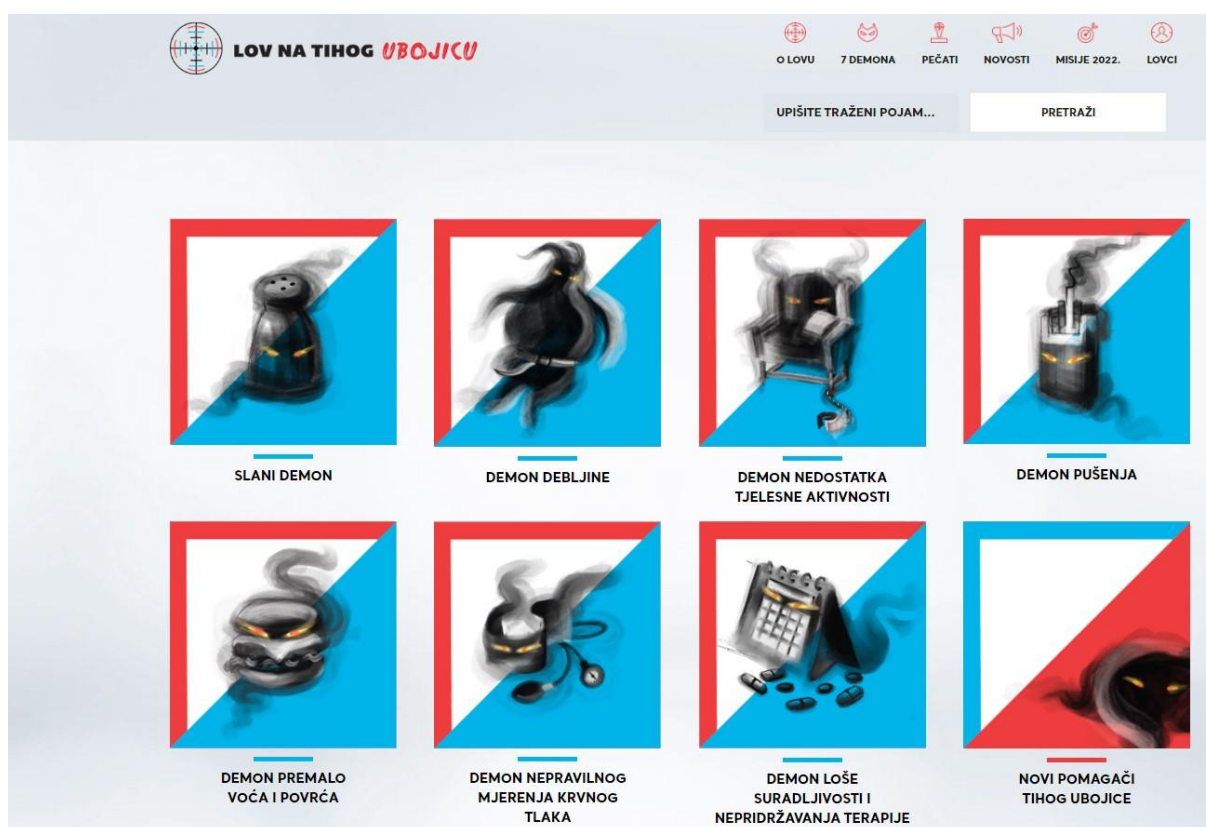 LOV NA TIHOG UBOJICU
O LOVU
7 DEMONA
PEČATI
NOVOSTI
MISIJE 2022.
LOVCI
UPIŠITE TRAŽENI POJAM...
PRETRAŽI
SLANI DEMON
DEMON DEBLJINE
DEMON NEDOSTATKA
TJELESNE AKTIVNOSTI
DEMON PUŠENJA
DEMON PREMALO
VOĆA I POVRĆA
DEMON NEPRAVILNOG
MJERENJA KRVNOG
TLAKA
DEMON LOŠE
SURADLJIVOSTI I
NEPRIDRŽAVANJA TERAPIJE
NOVI POMAGAČI
TIHOG UBOJICE